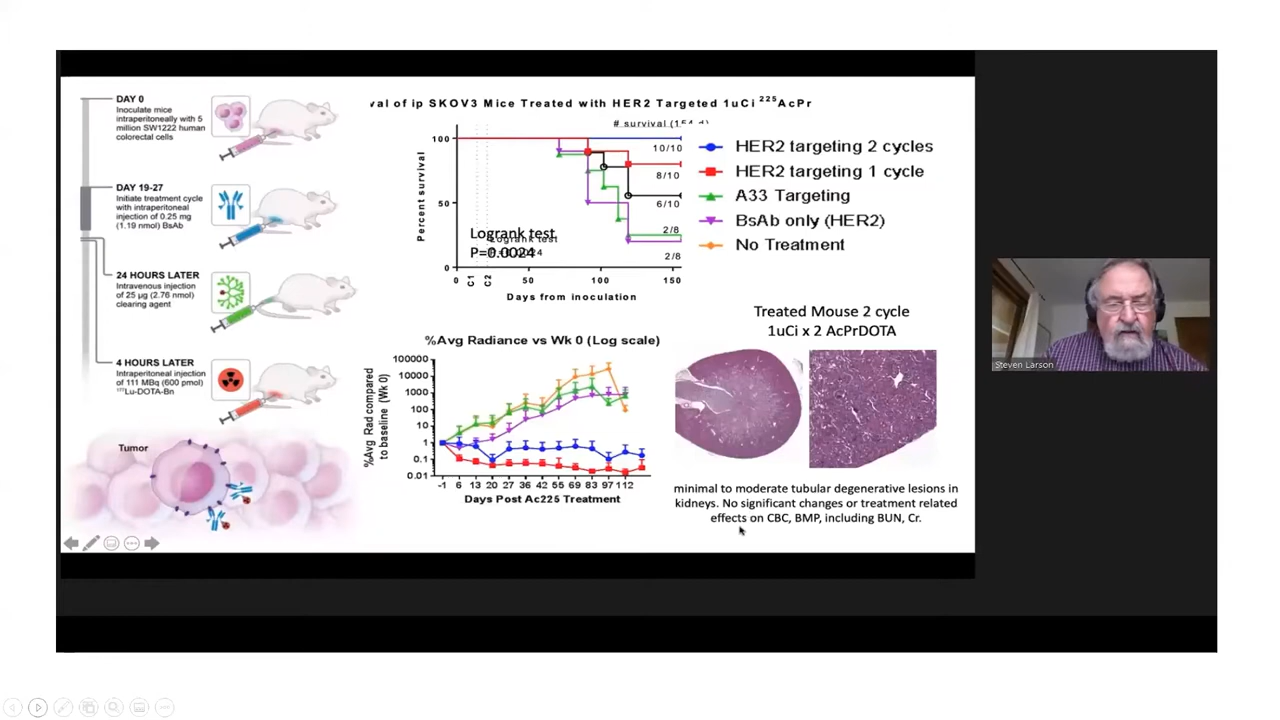 DAY 0
Inoculate mice
intraperitoneally with 5
million SW1222 human
colorectal cells
DAY 19-27
Initiate treatment cycle
with intraperitoneal
injection of 0.25 mg
(1.19 nmol) BsAb
24 HOURS LATER
Intravenous injection
of 25 µg (2.76 nmol)
clearing agent
4 HOURS LATER
Intraperitoneal injection
of 111 MBq (600 pmol)
¹⁷⁷Lu-DOTA-Bn
Tumor
val of ip SKOV3 Mice Treated with HER2 Targeted 1uCi ²²⁵AcPr
# survival (154 d)
Percent survival
100
50
0
10/10
8/10
6/10
2/8
2/8
Logrank test
P=0.0024
Logrank test
C1
C2
50
100
150
Days from inoculation
HER2 targeting 2 cycles
HER2 targeting 1 cycle
A33 Targeting
BsAb only (HER2)
No Treatment
%Avg Radiance vs Wk 0 (Log scale)
%Avg Rad compared
to baseline (Wk 0)
100000
10000
1000
100
10
1
0.1
0.01
-1 6 13 20 27 36 42 55 69 83 97 112
Days Post Ac225 Treatment
Treated Mouse 2 cycle
1uCi x 2 AcPrDOTA
minimal to moderate tubular degenerative lesions in
kidneys. No significant changes or treatment related
effects on CBC, BMP, including BUN, Cr.
Steven Larson